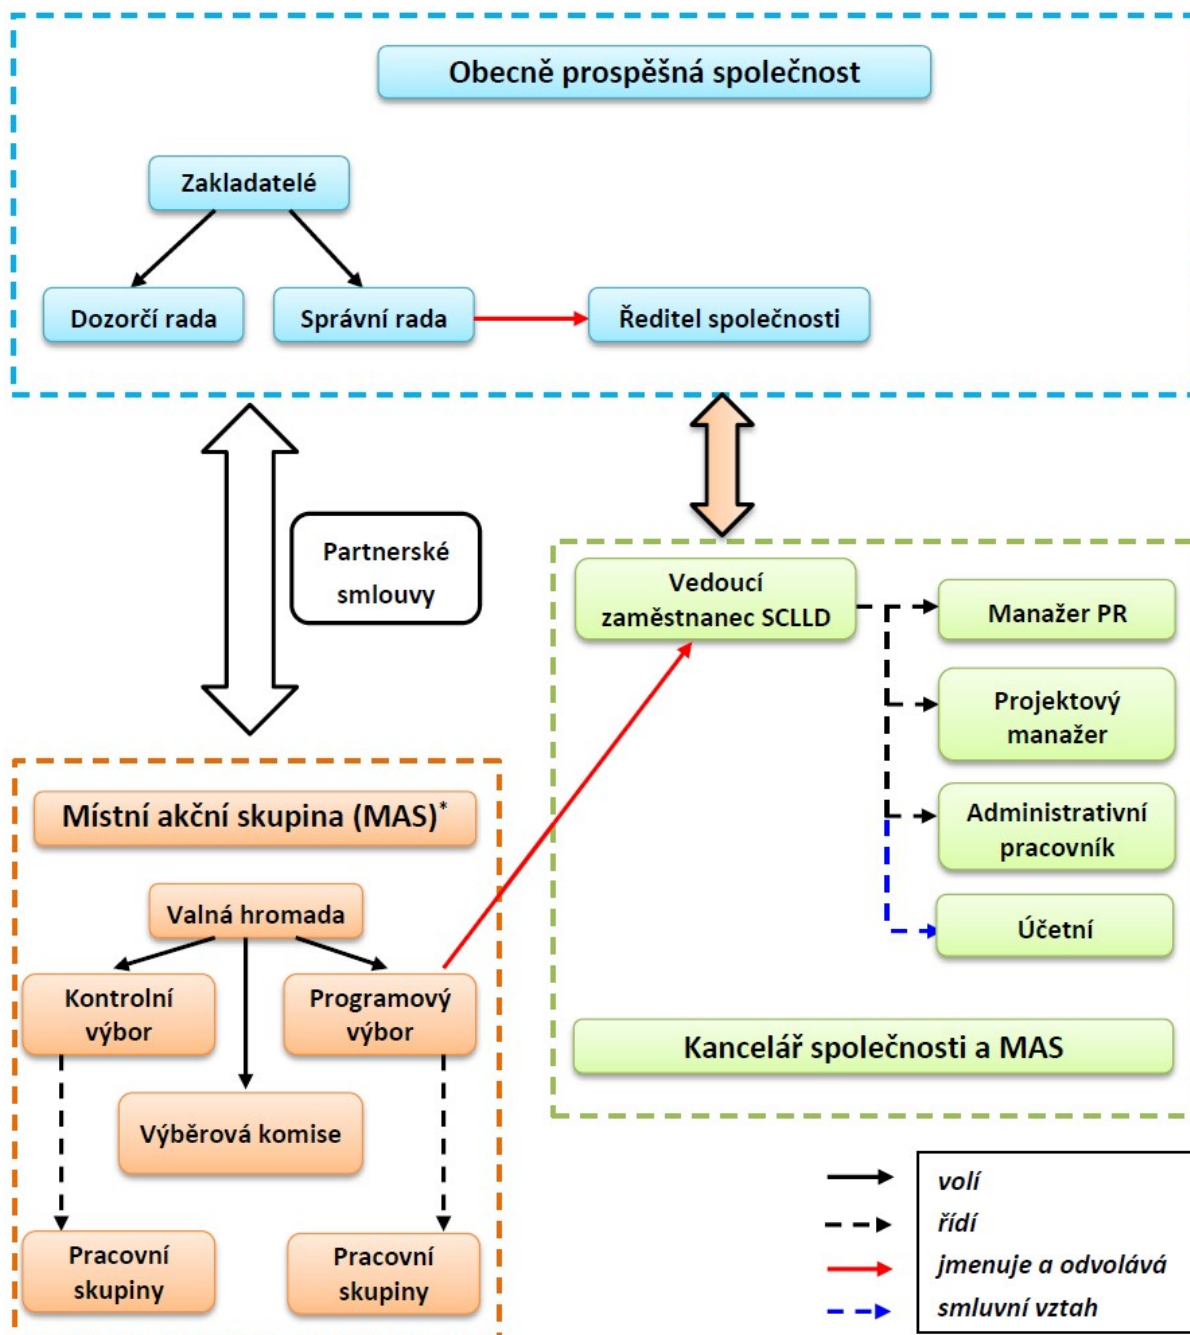 Obecně prospěšná společnost
Zakladatelé
Dozorčí rada
Správní rada
Ředitel společnosti
Partnerské
smlouvy
Vedoucí
zaměstnanec SCLLD
Manažer PR
Projektový
manažer
Administrativní
pracovník
Účetní
Kancelář společnosti a MAS
Místní akční skupina (MAS)*
Valná hromada
Kontrolní
výbor
Programový
výbor
Výběrová komise
Pracovní
skupiny
Pracovní
skupiny
volí
řídí
jmenuje a odvolává
smluvní vztah